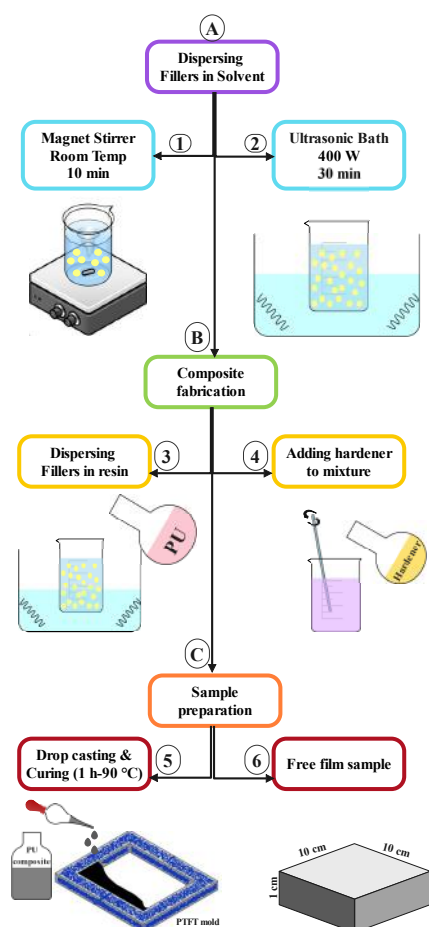 A
Dispersing
Fillers in Solvent
1
2
Magnet Stirrer
Room Temp
10 min
Ultrasonic Bath
400 W
30 min
B
Composite
fabrication
3
4
Dispersing
Fillers in resin
Adding hardener
to mixture
PU
Hardener
C
Sample
preparation
5
6
Drop casting &
Curing (1 h-90 °C)
Free film sample
PU
composite
PTFT mold
10 cm
10 cm
1 cm